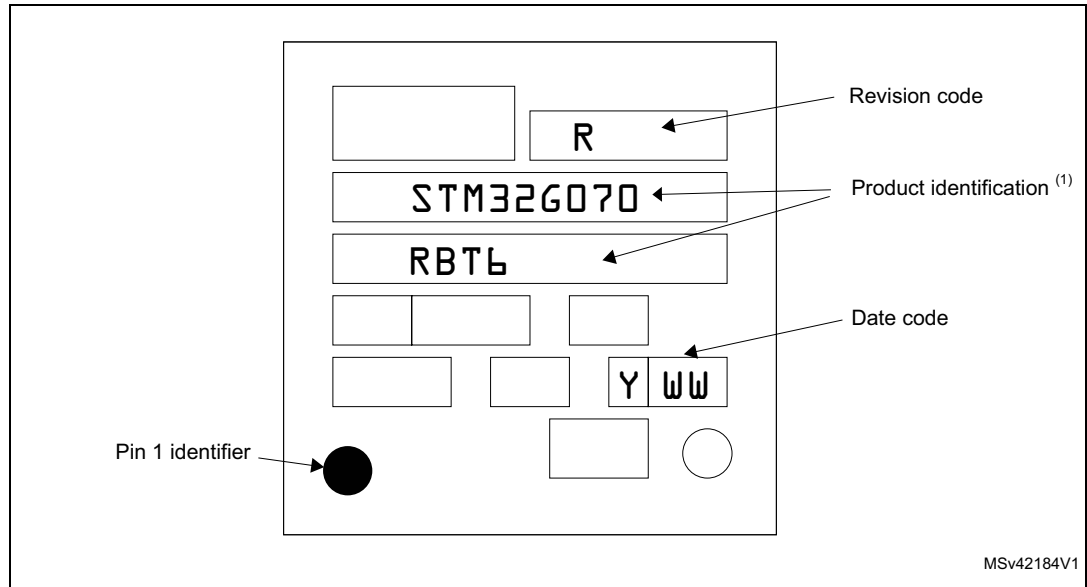 Revision code
R
Product identification (1)
STM32G070
RBT6
Date code
Y WW
Pin 1 identifier
MSv42184V1